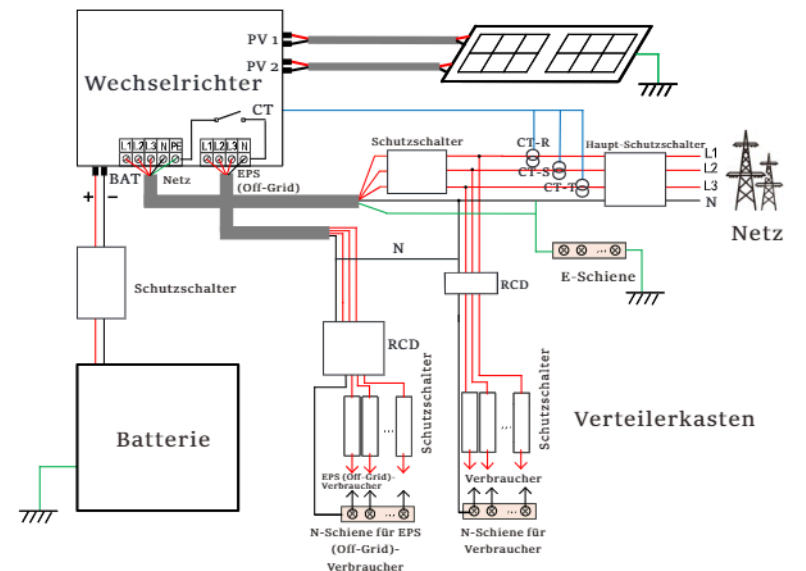 PV 1
PV 2
Wechselrichter
CT
L1 L2 L3 N PE
L1 L2 L3 N
BAT
Netz
EPS
(Off-Grid)
+ −
Schutzschalter
CT-R
CT-S
CT-T
Haupt-Schutzschalter
L1
L2
L3
N
Netz
N
E-Schiene
Schutzschalter
RCD
RCD
Schutzschalter
Schutzschalter
Batterie
Verteilerkasten
EPS (Off-Grid)-
Verbraucher
Verbraucher
N-Schiene für EPS
(Off-Grid)-
Verbraucher
N-Schiene für
Verbraucher